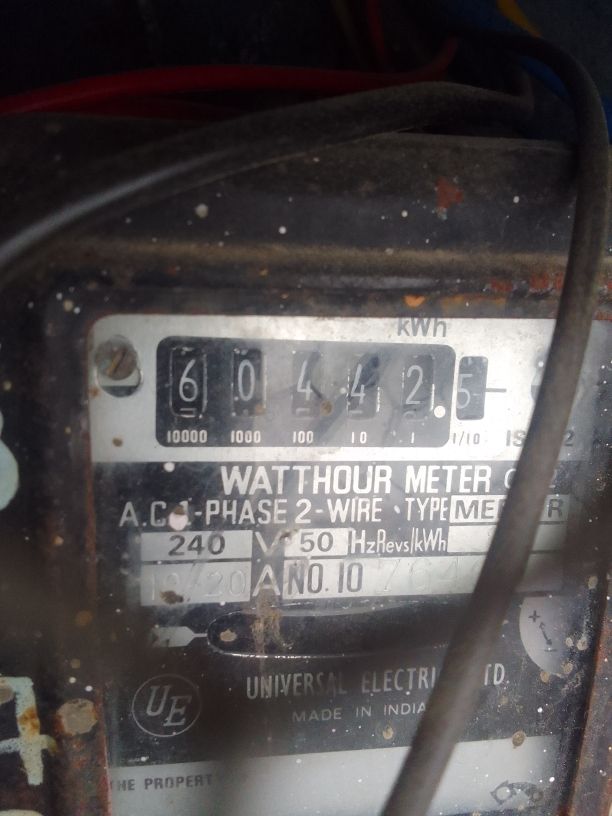 kWh
6 0 4 4 2 . 5
10000 1000 100 10 1 1/10
WATTHOUR METER
A.C. 1-PHASE 2-WIRE · TYPE
240 V 50 Hz Revs/kWh
A NO. 10
UE
UNIVERSAL ELECTRI
MADE IN INDIA
THE PROPERT